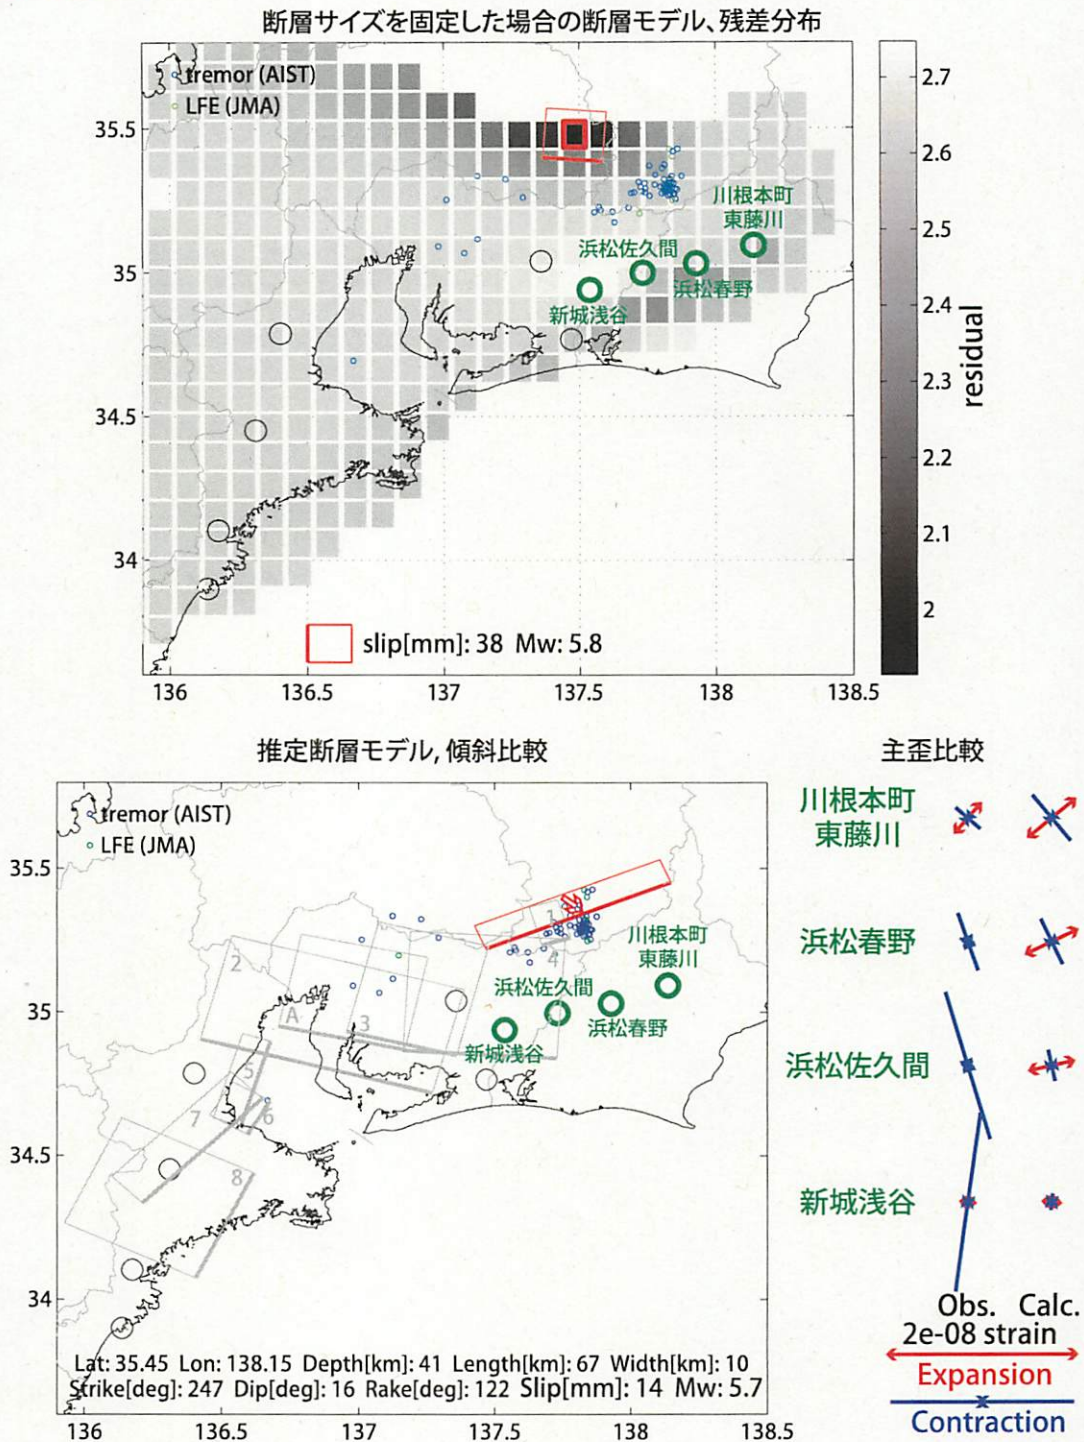 断層サイズを固定した場合の断層モデル、残差分布
tremor (AIST)
LFE (JMA)
35.5
35
34.5
34
136
136.5
137
137.5
138
138.5
川根本町
東藤川
浜松佐久間
浜松春野
新城浅谷
slip[mm]: 38 Mw: 5.8
2.7
2.6
2.5
2.4
2.3
2.2
2.1
2
residual
推定断層モデル, 傾斜比較
tremor (AIST)
LFE (JMA)
35.5
35
34.5
34
136
136.5
137
137.5
138
138.5
1
2
3
4
5
6
7
8
A
川根本町
東藤川
浜松佐久間
浜松春野
新城浅谷
Lat: 35.45 Lon: 138.15 Depth[km]: 41 Length[km]: 67 Width[km]: 10
Strike[deg]: 247 Dip[deg]: 16 Rake[deg]: 122 Slip[mm]: 14 Mw: 5.7
主歪比較
川根本町
東藤川
浜松春野
浜松佐久間
新城浅谷
Obs. Calc.
2e-08 strain
Expansion
Contraction